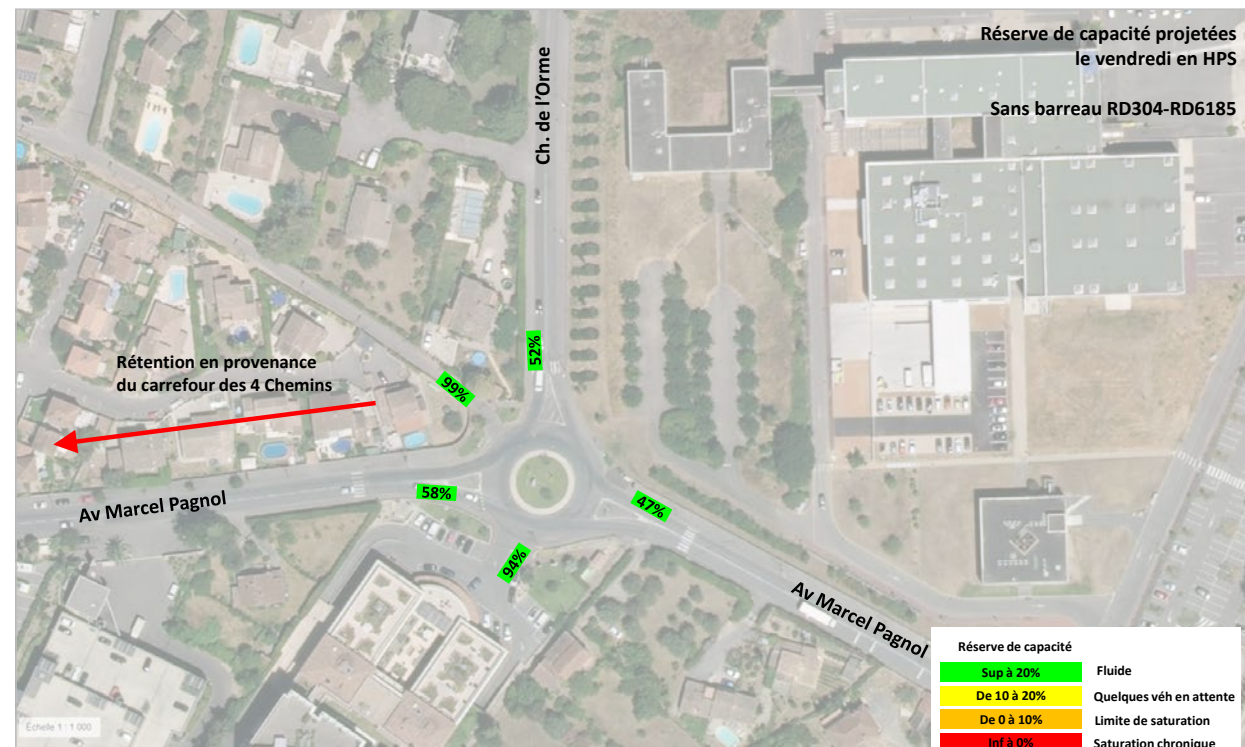 Réserve de capacité projetées
le vendredi en HPS
Sans barreau RD304-RD6185
Ch. de l'Orme
52%
Rétention en provenance
du carrefour des 4 Chemins
99%
58%
47%
Av Marcel Pagnol
94%
Av Marcel Pagnol
Réserve de capacité
Sup à 20% Fluide
De 10 à 20% Quelques véh en attente
De 0 à 10% Limite de saturation
Inf à 0% Saturation chronique
Echelle 1 : 1 000